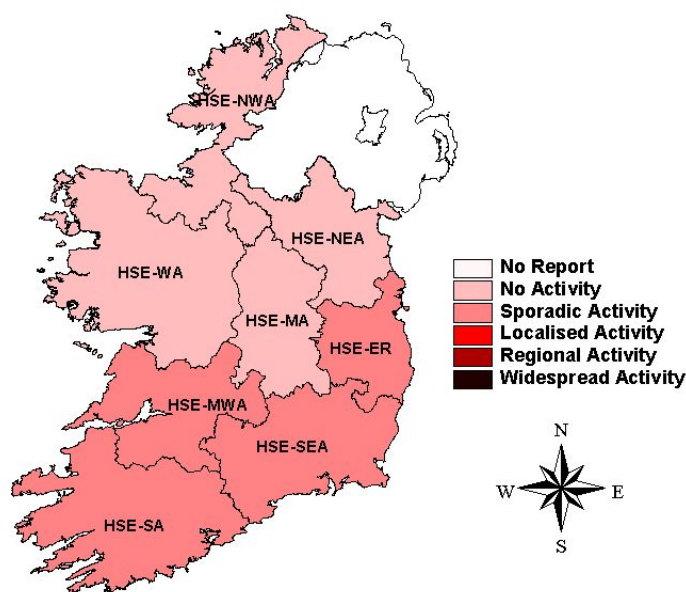 HSE-NWA
HSE-NEA
HSE-WA
HSE-MA
HSE-ER
HSE-MWA
HSE-SEA
HSE-SA
No Report
No Activity
Sporadic Activity
Localised Activity
Regional Activity
Widespread Activity
N
W E
S